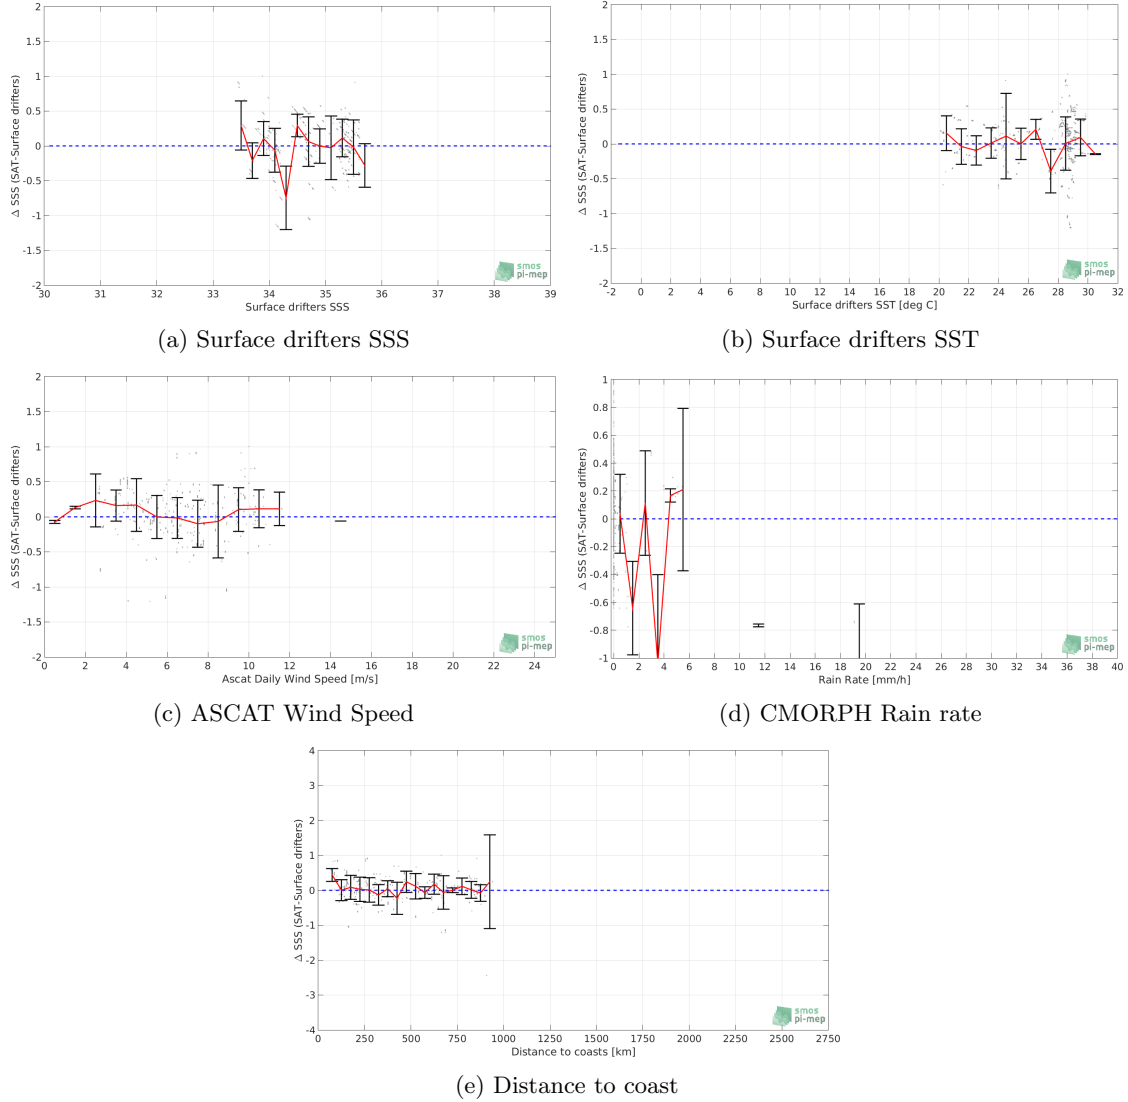 2
1.5
1
0.5
0
-0.5
-1
-1.5
-2
Δ SSS (SAT-Surface drifters)
30 31 32 33 34 35 36 37 38 39
Surface drifters SSS
smos
pi-mep
(a) Surface drifters SSS
2
1.5
1
0.5
0
-0.5
-1
-1.5
-2
Δ SSS (SAT-Surface drifters)
-2 0 2 4 6 8 10 12 14 16 18 20 22 24 26 28 30 32
Surface drifters SST [deg C]
smos
pi-mep
(b) Surface drifters SST
2
1.5
1
0.5
0
-0.5
-1
-1.5
-2
Δ SSS (SAT-Surface drifters)
0 2 4 6 8 10 12 14 16 18 20 22 24
Ascat Daily Wind Speed [m/s]
smos
pi-mep
(c) ASCAT Wind Speed
1
0.8
0.6
0.4
0.2
0
-0.2
-0.4
-0.6
-0.8
-1
Δ SSS (SAT-Surface drifters)
0 2 4 6 8 10 12 14 16 18 20 22 24 26 28 30 32 34 36 38 40
Rain Rate [mm/h]
smos
pi-mep
(d) CMORPH Rain rate
4
3
2
1
0
-1
-2
-3
-4
Δ SSS (SAT-Surface drifters)
0 250 500 750 1000 1250 1500 1750 2000 2250 2500 2750
Distance to coasts [km]
smos
pi-mep
(e) Distance to coast